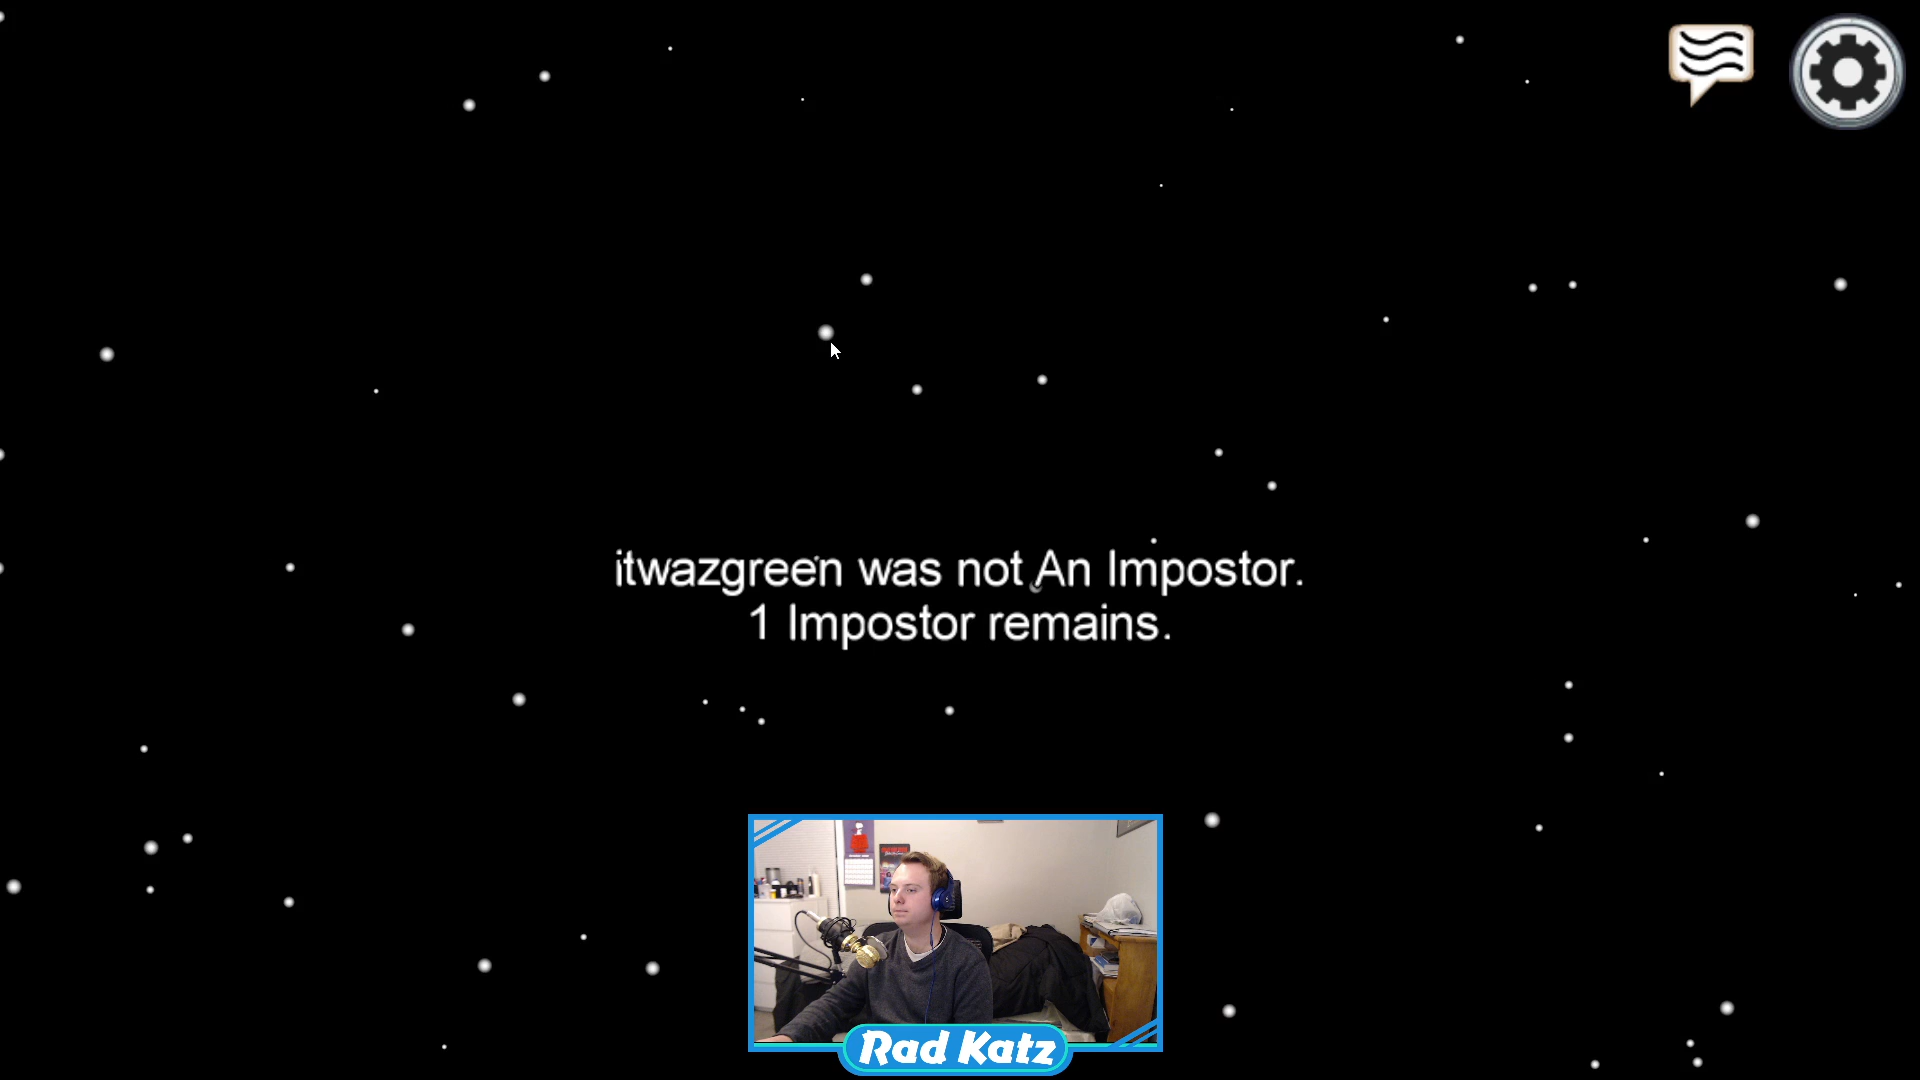 itwazgreen was not An Impostor.
1 Impostor remains.
Rad Katz